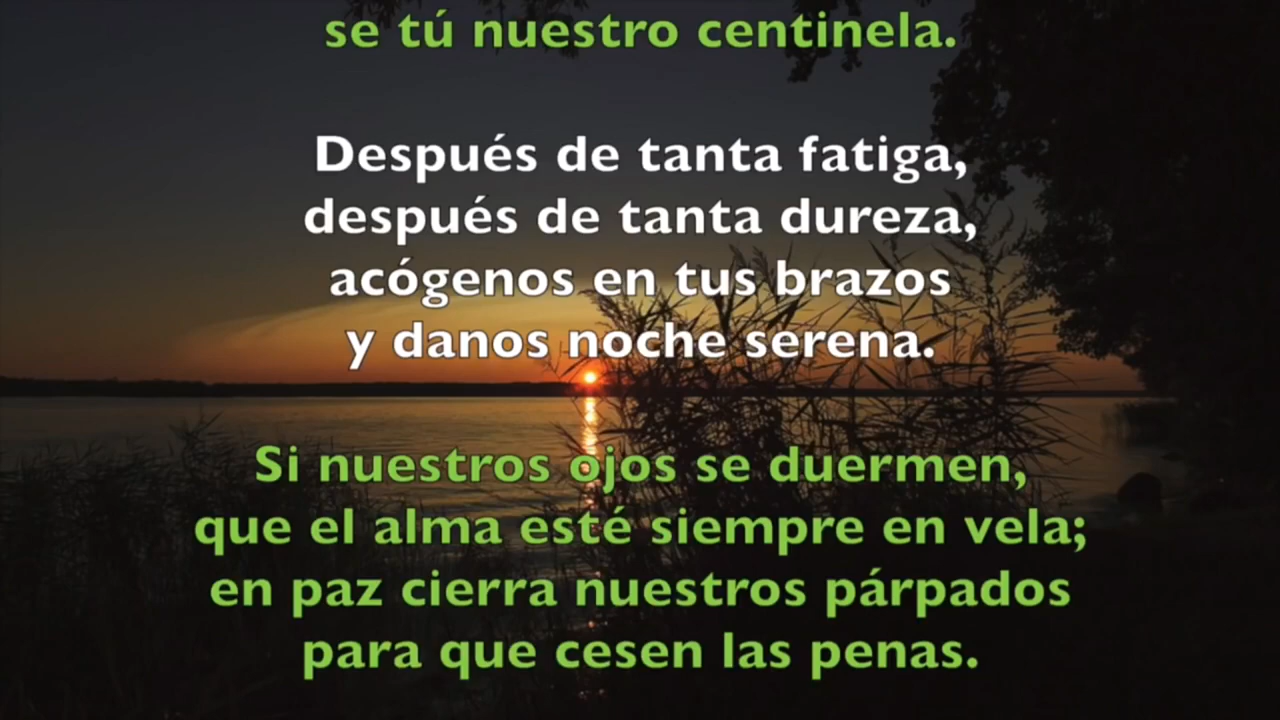 se tú nuestro centinela.
Después de tanta fatiga,
después de tanta dureza,
acógenos en tus brazos
y danos noche serena.
Si nuestros ojos se duermen,
que el alma esté siempre en vela;
en paz cierra nuestros párpados
para que cesen las penas.